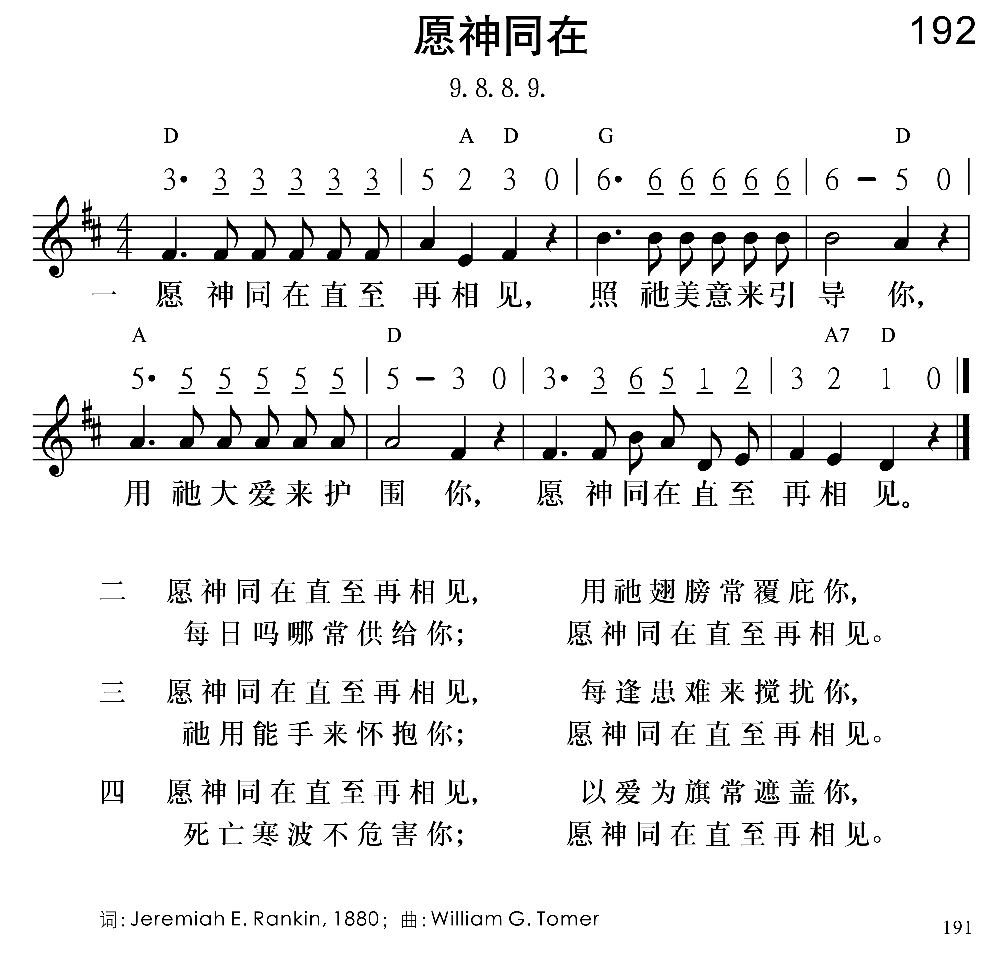 愿神同在 192
9. 8. 8. 9.
D A D G D
3· 3 3 3 3 3 | 5 2 3 0 | 6· 6 6 6 6 6 | 6 – 5 0 |
4 4
一 愿神同在直至再相见，照祂美意来引导你，
A D A7 D
5· 5 5 5 5 5 | 5 – 3 0 | 3· 3 6 5 1 2 | 3 2 1 0 ‖
用祂大爱来护围你，愿神同在直至再相见。
二 愿神同在直至再相见， 用祂翅膀常覆庇你，
每日吗哪常供给你； 愿神同在直至再相见。
三 愿神同在直至再相见， 每逢患难来搅扰你，
祂用能手来怀抱你； 愿神同在直至再相见。
四 愿神同在直至再相见， 以爱为旗常遮盖你，
死亡寒波不危害你； 愿神同在直至再相见。
词: Jeremiah E. Rankin, 1880； 曲: William G. Tomer
191